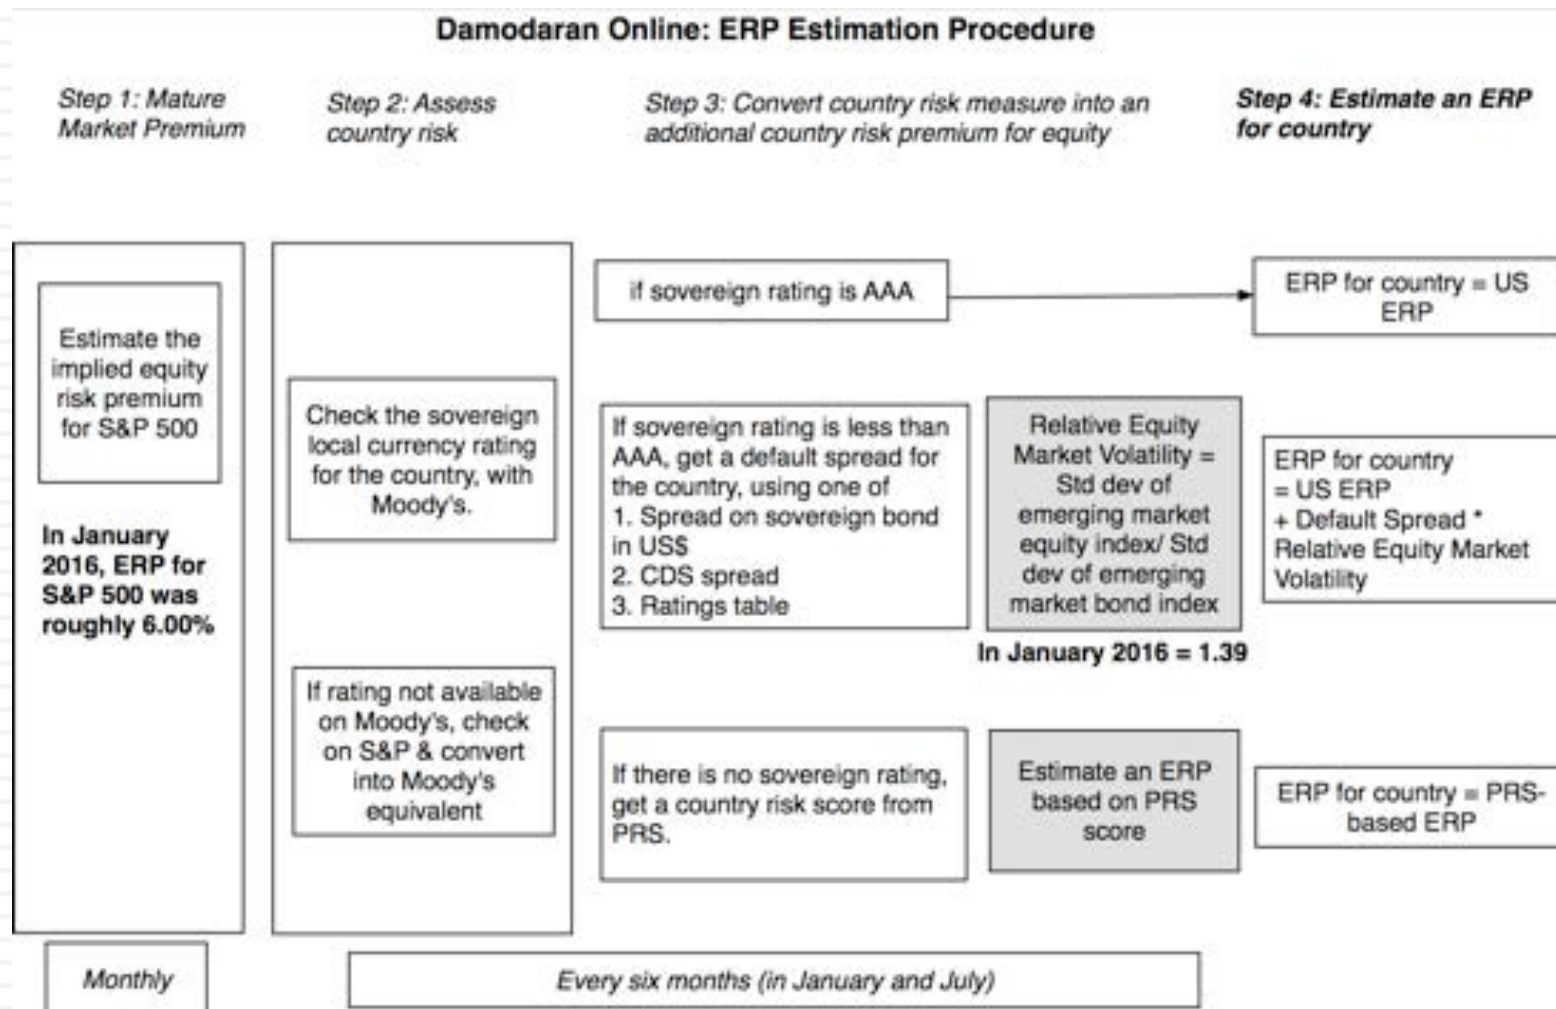 Damodaran Online: ERP Estimation Procedure
Step 1: Mature
Market Premium
Step 2: Assess
country risk
Step 3: Convert country risk measure into an
additional country risk premium for equity
Step 4: Estimate an ERP
for country
Estimate the
implied equity
risk premium
for S&P 500
In January
2016, ERP for
S&P 500 was
roughly 6.00%
Check the sovereign
local currency rating
for the country, with
Moody's.
If rating not available
on Moody's, check
on S&P & convert
into Moody's
equivalent
if sovereign rating is AAA
ERP for country = US
ERP
If sovereign rating is less than
AAA, get a default spread for
the country, using one of
1. Spread on sovereign bond
in US$
2. CDS spread
3. Ratings table
Relative Equity
Market Volatility =
Std dev of
emerging market
equity index/ Std
dev of emerging
market bond index
In January 2016 = 1.39
ERP for country
= US ERP
+ Default Spread *
Relative Equity Market
Volatility
If there is no sovereign rating,
get a country risk score from
PRS.
Estimate an ERP
based on PRS
score
ERP for country = PRS-
based ERP
Monthly
Every six months (in January and July)